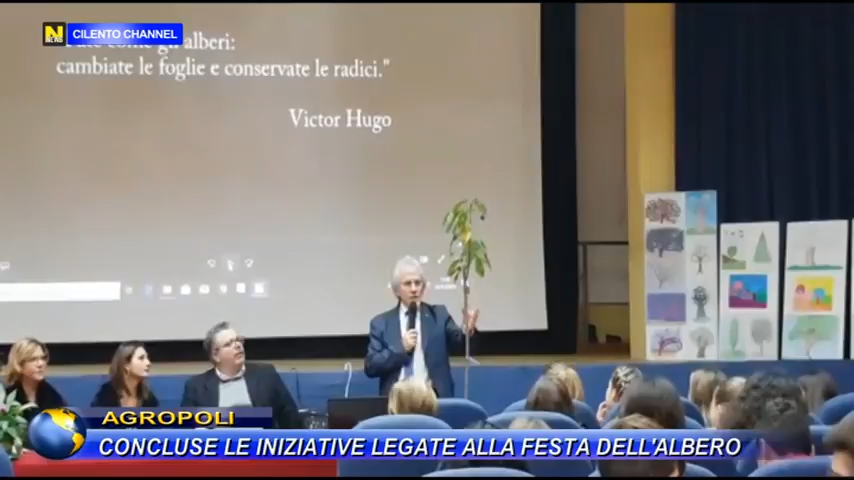 CILENTO CHANNEL
alberi:
cambiate le foglie e conservate le radici."
Victor Hugo
AGROPOLI
CONCLUSE LE INIZIATIVE LEGATE ALLA FESTA DELL'ALBERO